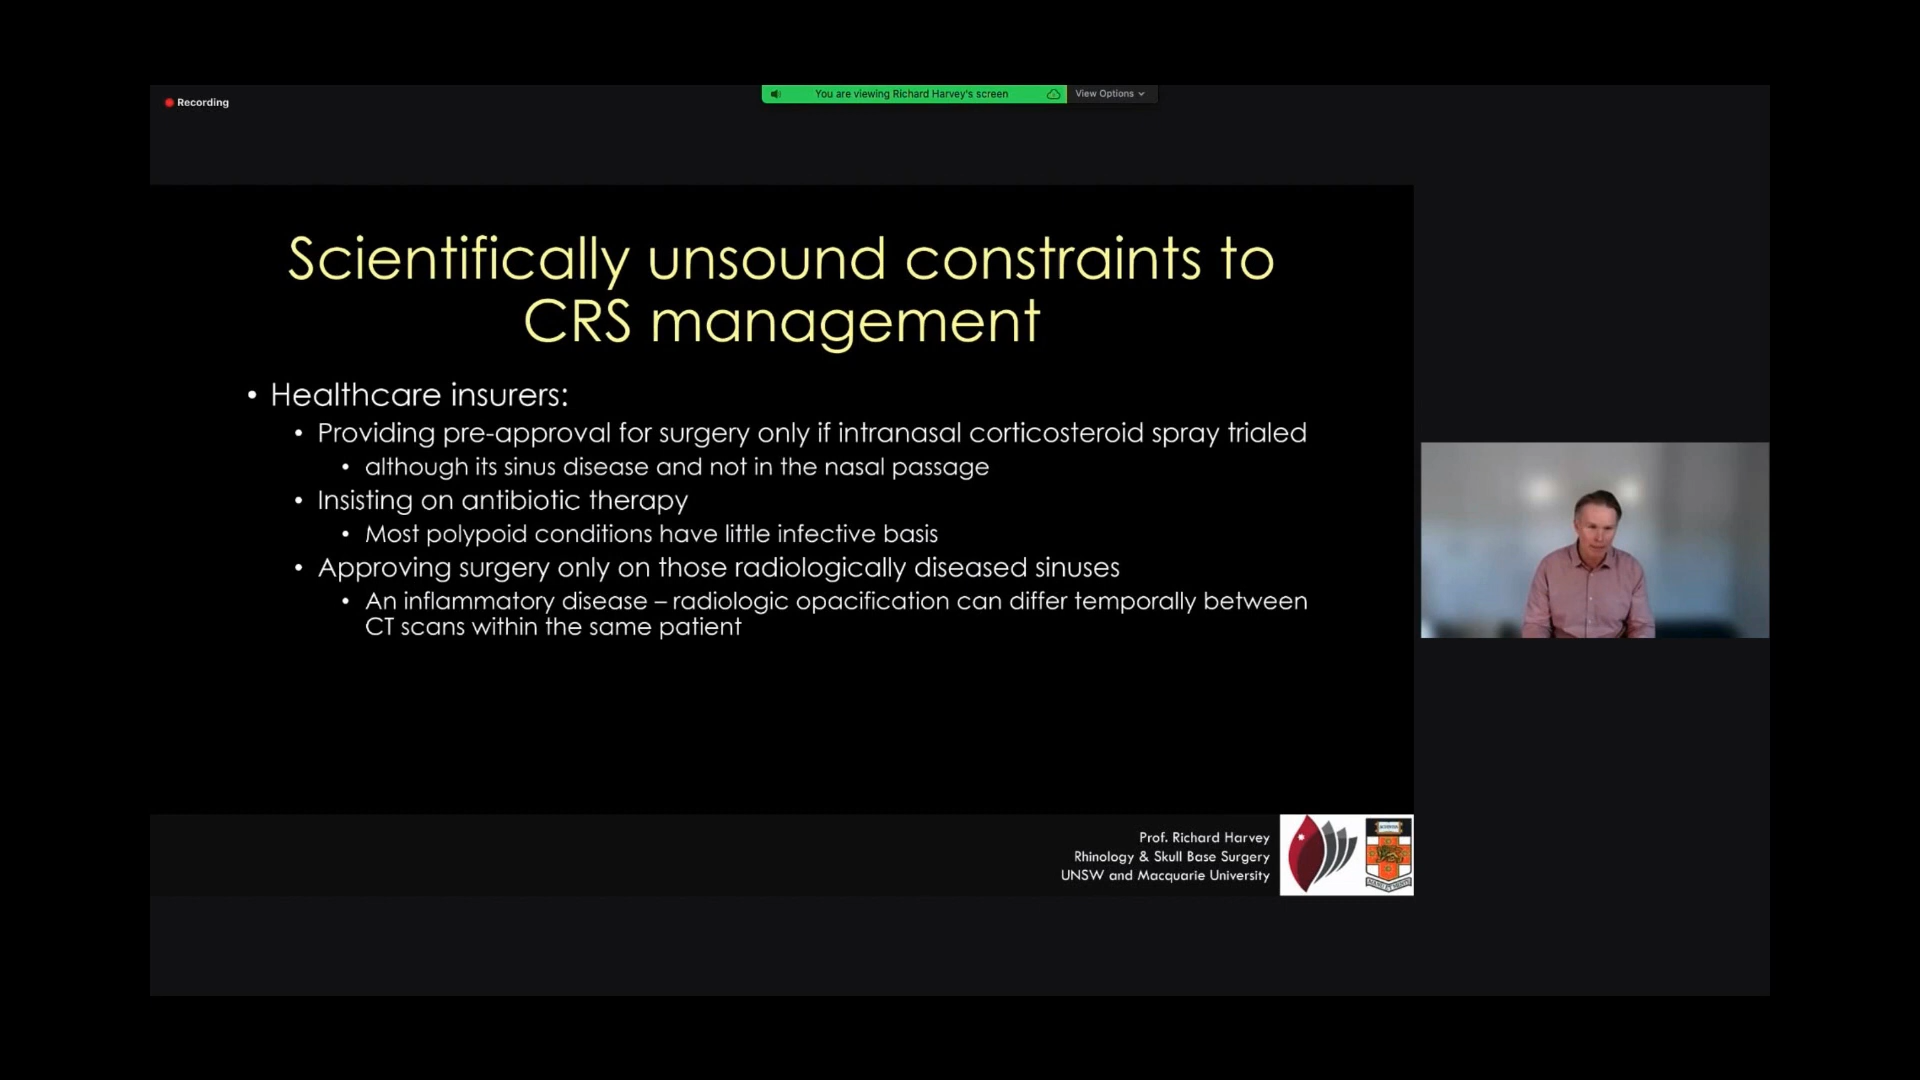 Recording
You are viewing Richard Harvey's screen
View Options
Scientifically unsound constraints to
CRS management
• Healthcare insurers:
• Providing pre-approval for surgery only if intranasal corticosteroid spray trialed
• although its sinus disease and not in the nasal passage
• Insisting on antibiotic therapy
• Most polypoid conditions have little infective basis
• Approving surgery only on those radiologically diseased sinuses
• An inflammatory disease – radiologic opacification can differ temporally between
CT scans within the same patient
Prof. Richard Harvey
Rhinology & Skull Base Surgery
UNSW and Macquarie University